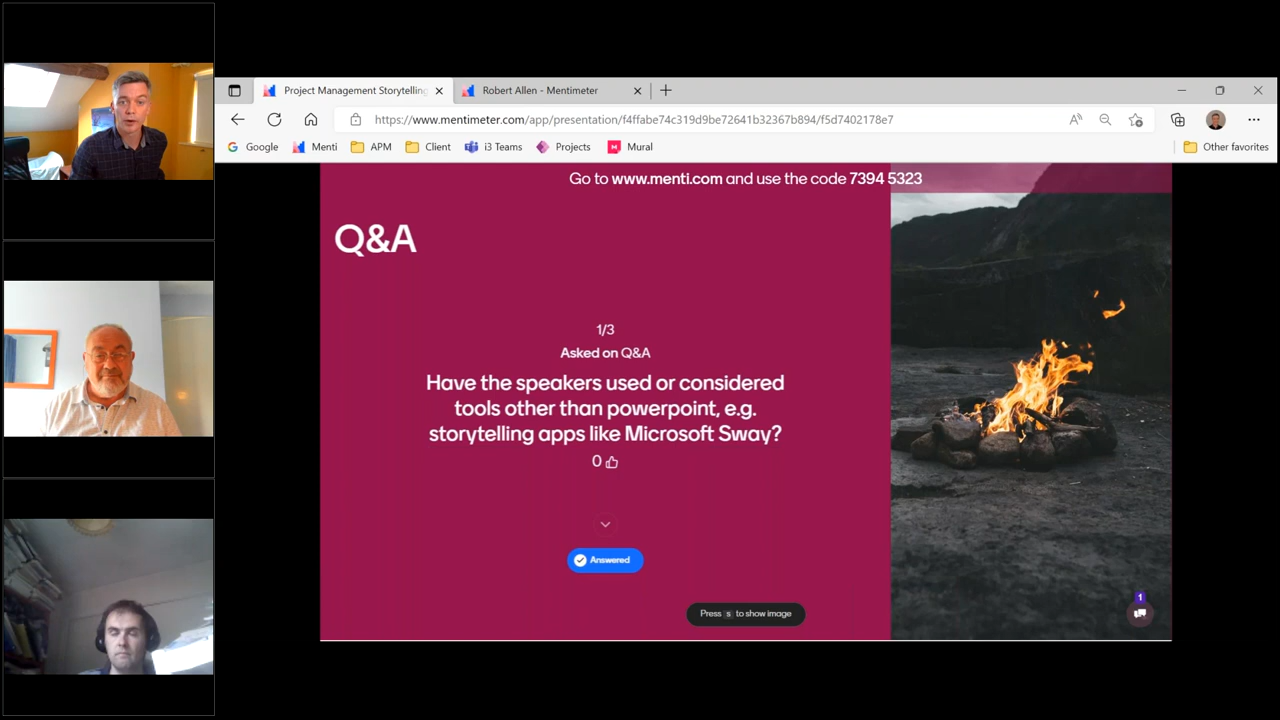 Project Management Storytelling
Robert Allen - Mentimeter
https://www.mentimeter.com/app/presentation/f4ffabe74c319d9be72641b32367b894/f5d7402178e7
Google
Menti
APM
Client
i3 Teams
Projects
Mural
Other favorites
Go to www.menti.com and use the code 7394 5323
Q&A
1/3
Asked on Q&A
Have the speakers used or considered
tools other than powerpoint, e.g.
storytelling apps like Microsoft Sway?
0
Answered
Press s to show image
1